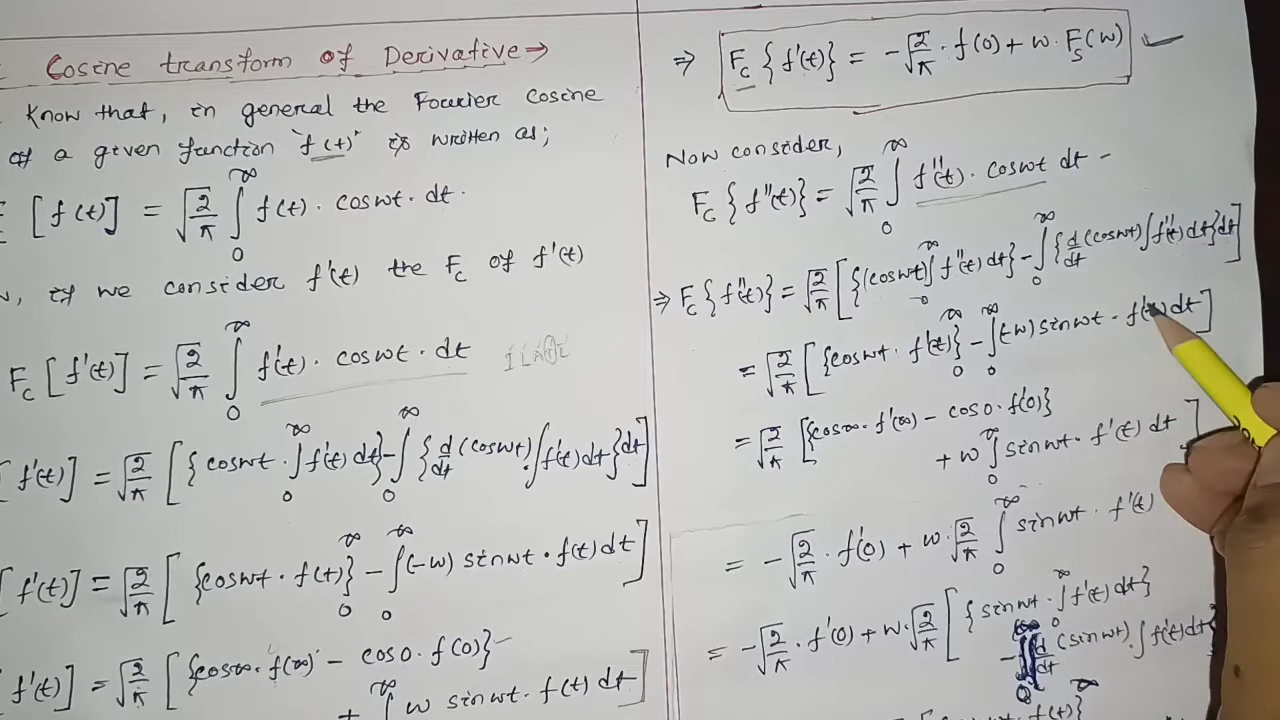 Cosine transform of Derivative ⇒
Know that, in general the Fourier Cosine
of a given function "f(t)" is written as;
[f(t)] = √(2/π) ∫₀^∞ f(t) · cosωt · dt ·
, if we consider f'(t) the F_c of f'(t)
F_c [f'(t)] = √(2/π) ∫₀^∞ f'(t) · cosωt · dt
ILATE
[f'(t)] = √(2/π) [{cosωt · ∫₀^∞ f'(t) dt} - ∫₀^∞ {d/dt (cosωt) · ∫f'(t) dt} dt]
[f'(t)] = √(2/π) [{cosωt · f(t)}₀^∞ - ∫₀^∞ (-ω) sinωt · f(t) dt]
f'(t)] = √(2/π) [{cos∞ · f(∞) - cos0 · f(0)}
+ ∫^∞ ω sinωt · f(t) dt]
⇒ F_c {f'(t)} = -√(2/π) · f(0) + ω · F_s(ω)
Now consider,
F_c {f''(t)} = √(2/π) ∫₀^∞ f''(t) · cosωt dt -
⇒ F_c {f''(t)} = √(2/π) [{(cosωt) ∫₀^∞ f''(t) dt} - ∫₀^∞ {d/dt (cosωt) ∫f''(t) dt} dt]
= √(2/π) [{cosωt · f'(t)}₀^∞ - ∫₀^∞ (-ω) sinωt · f'(t) dt]
= √(2/π) [{cos∞ · f'(∞) - cos0 · f'(0)}
+ ω ∫₀^∞ sinωt · f'(t) dt]
= -√(2/π) · f'(0) + ω · √(2/π) ∫₀^∞ sinωt · f'(t)
= -√(2/π) · f'(0) + ω · √(2/π) [{sinωt · ∫₀^∞ f'(t) dt}
- ∫₀^∞ {d/dt (sinωt) · ∫f'(t) dt}